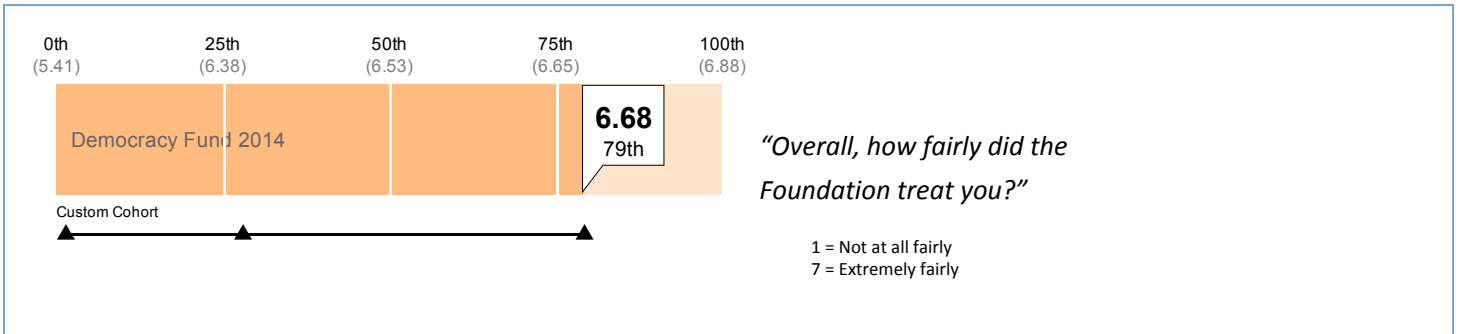 0th 25th 50th 75th 100th
(5.41) (6.38) (6.53) (6.65) (6.88)
6.68
Democracy Fund 2014
79th
“Overall, how fairly did the
Foundation treat you?”
Custom Cohort
1 = Not at all fairly
7 = Extremely fairly